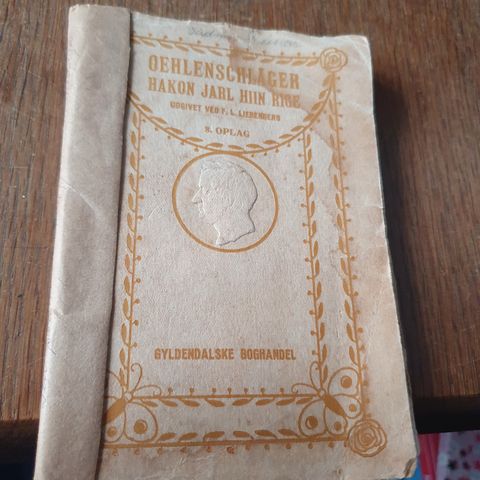 OEHLENSCHLÄGER
HAKON JARL HIIN RIGE
UDGIVET VED F. L. LIEBENBERG
8. OPLAG
GYLDENDALSKE BOGHANDEL